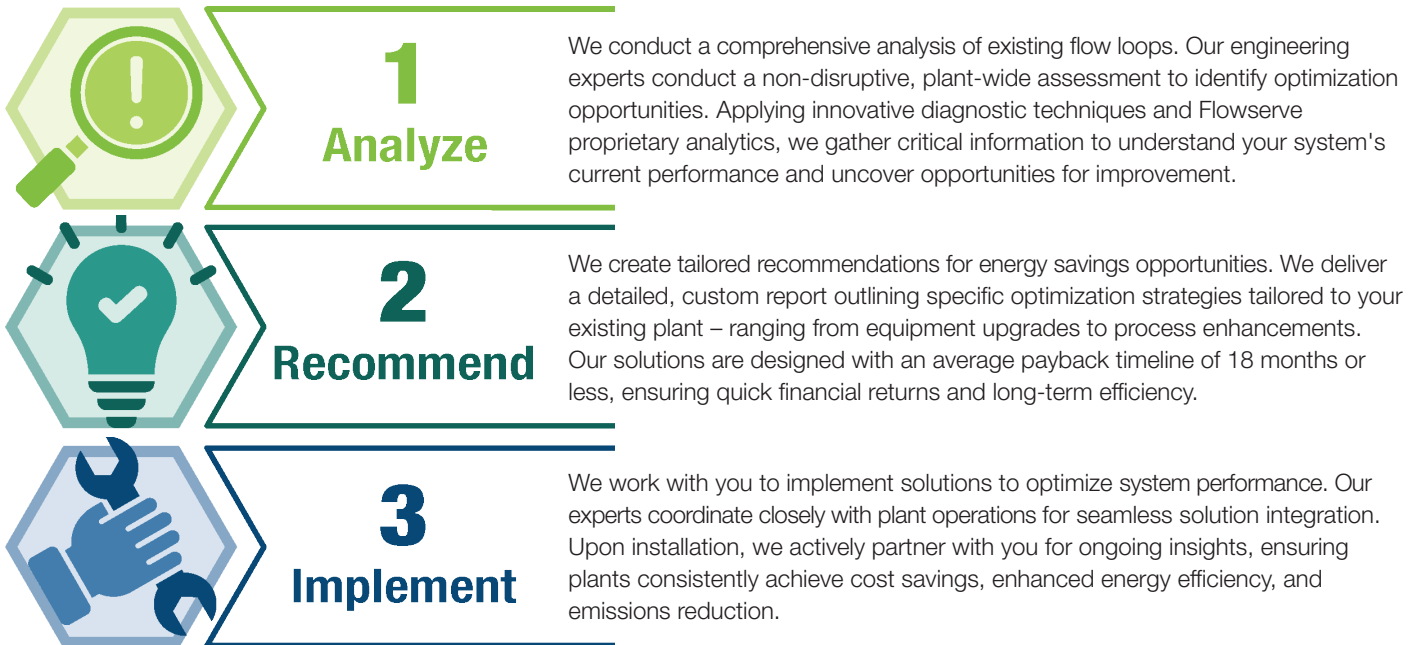 1
Analyze
We conduct a comprehensive analysis of existing flow loops. Our engineering
experts conduct a non-disruptive, plant-wide assessment to identify optimization
opportunities. Applying innovative diagnostic techniques and Flowserve
proprietary analytics, we gather critical information to understand your system's
current performance and uncover opportunities for improvement.
2
Recommend
We create tailored recommendations for energy savings opportunities. We deliver
a detailed, custom report outlining specific optimization strategies tailored to your
existing plant – ranging from equipment upgrades to process enhancements.
Our solutions are designed with an average payback timeline of 18 months or
less, ensuring quick financial returns and long-term efficiency.
3
Implement
We work with you to implement solutions to optimize system performance. Our
experts coordinate closely with plant operations for seamless solution integration.
Upon installation, we actively partner with you for ongoing insights, ensuring
plants consistently achieve cost savings, enhanced energy efficiency, and
emissions reduction.